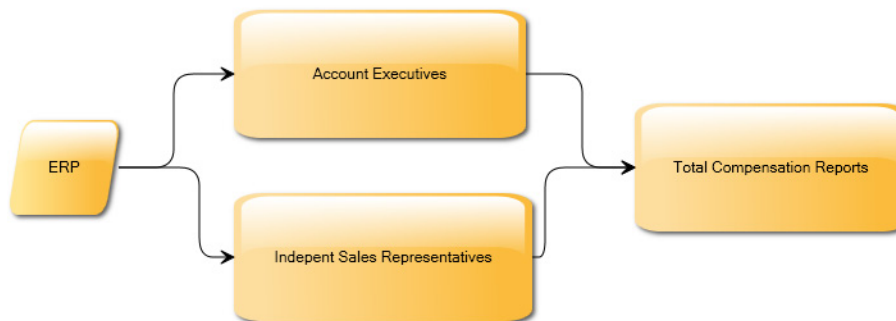 Account Executives
ERP
Total Compensation Reports
Indepent Sales Representatives